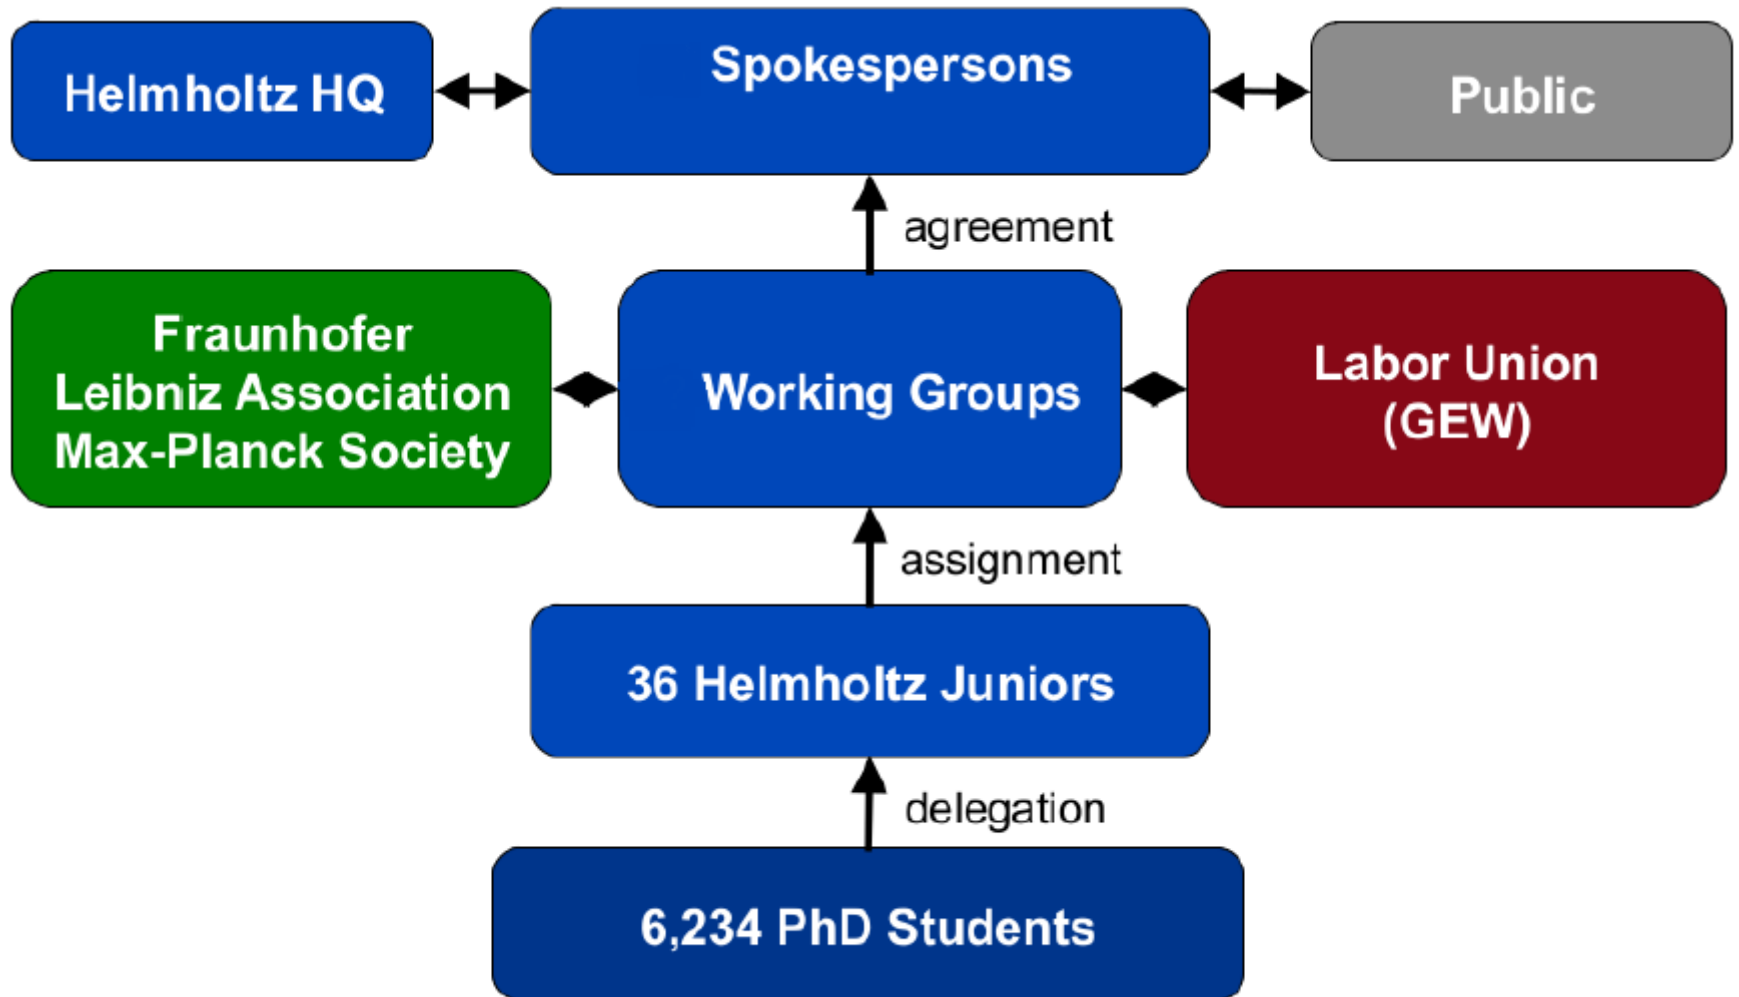 Helmholtz HQ
Spokespersons
Public
agreement
Fraunhofer
Leibniz Association
Max-Planck Society
Working Groups
Labor Union
(GEW)
assignment
36 Helmholtz Juniors
delegation
6,234 PhD Students